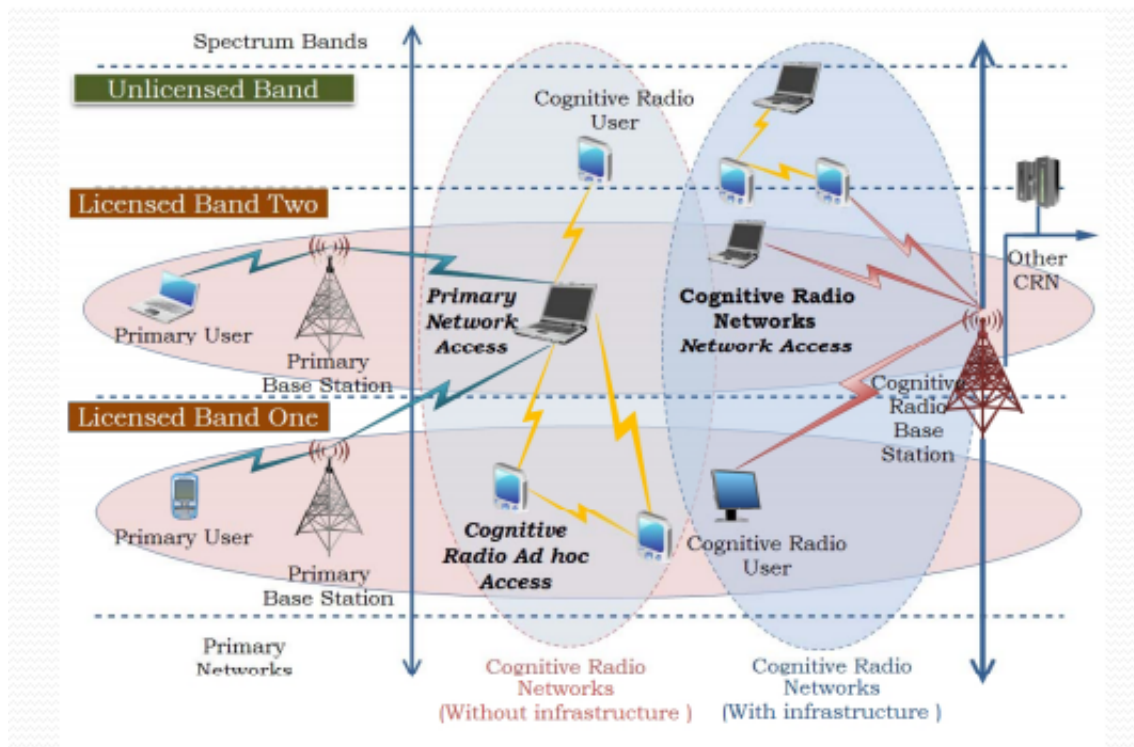 Spectrum Bands
Unlicensed Band
Cognitive Radio
User
Licensed Band Two
Other
CRN
Primary
Network
Access
Cognitive Radio
Networks
Network Access
Primary User
Primary
Base Station
Licensed Band One
Cognitive
Radio
Base
Station
Primary User
Cognitive
Radio Ad hoc
Access
Cognitive Radio
User
Primary
Base Station
Primary
Networks
Cognitive Radio
Networks
(Without infrastructure )
Cognitive Radio
Networks
(With infrastructure )